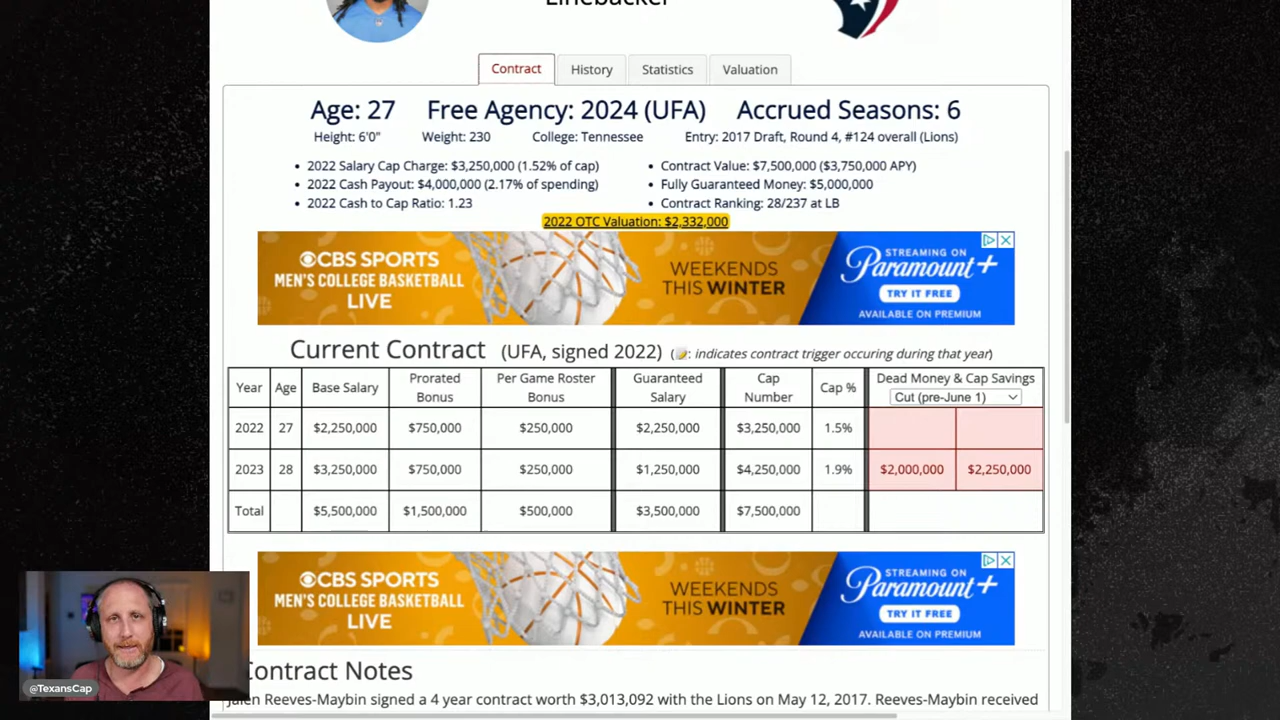 Linebacker
Contract
History
Statistics
Valuation
Age: 27
Free Agency: 2024 (UFA)
Accrued Seasons: 6
Height: 6'0"
Weight: 230
College: Tennessee
Entry: 2017 Draft, Round 4, #124 overall (Lions)
• 2022 Salary Cap Charge: $3,250,000 (1.52% of cap)
• 2022 Cash Payout: $4,000,000 (2.17% of spending)
• 2022 Cash to Cap Ratio: 1.23
• Contract Value: $7,500,000 ($3,750,000 APY)
• Fully Guaranteed Money: $5,000,000
• Contract Ranking: 28/237 at LB
2022 OTC Valuation: $2,332,000
CBS SPORTS
MEN'S COLLEGE BASKETBALL
LIVE
WEEKENDS
THIS WINTER
STREAMING ON
Paramount+
TRY IT FREE
AVAILABLE ON PREMIUM
Current Contract (UFA, signed 2022) (: indicates contract trigger occuring during that year)
Year Age Base Salary Prorated Bonus Per Game Roster Bonus Guaranteed Salary Cap Number Cap % Dead Money & Cap Savings
Cut (pre-June 1)
2022 27 $2,250,000 $750,000 $250,000 $2,250,000 $3,250,000 1.5%
2023 28 $3,250,000 $750,000 $250,000 $1,250,000 $4,250,000 1.9% $2,000,000 $2,250,000
Total $5,500,000 $1,500,000 $500,000 $3,500,000 $7,500,000
CBS SPORTS
MEN'S COLLEGE BASKETBALL
LIVE
WEEKENDS
THIS WINTER
STREAMING ON
Paramount+
TRY IT FREE
AVAILABLE ON PREMIUM
Contract Notes
Jalen Reeves-Maybin signed a 4 year contract worth $3,013,092 with the Lions on May 12, 2017. Reeves-Maybin received
@TexansCap